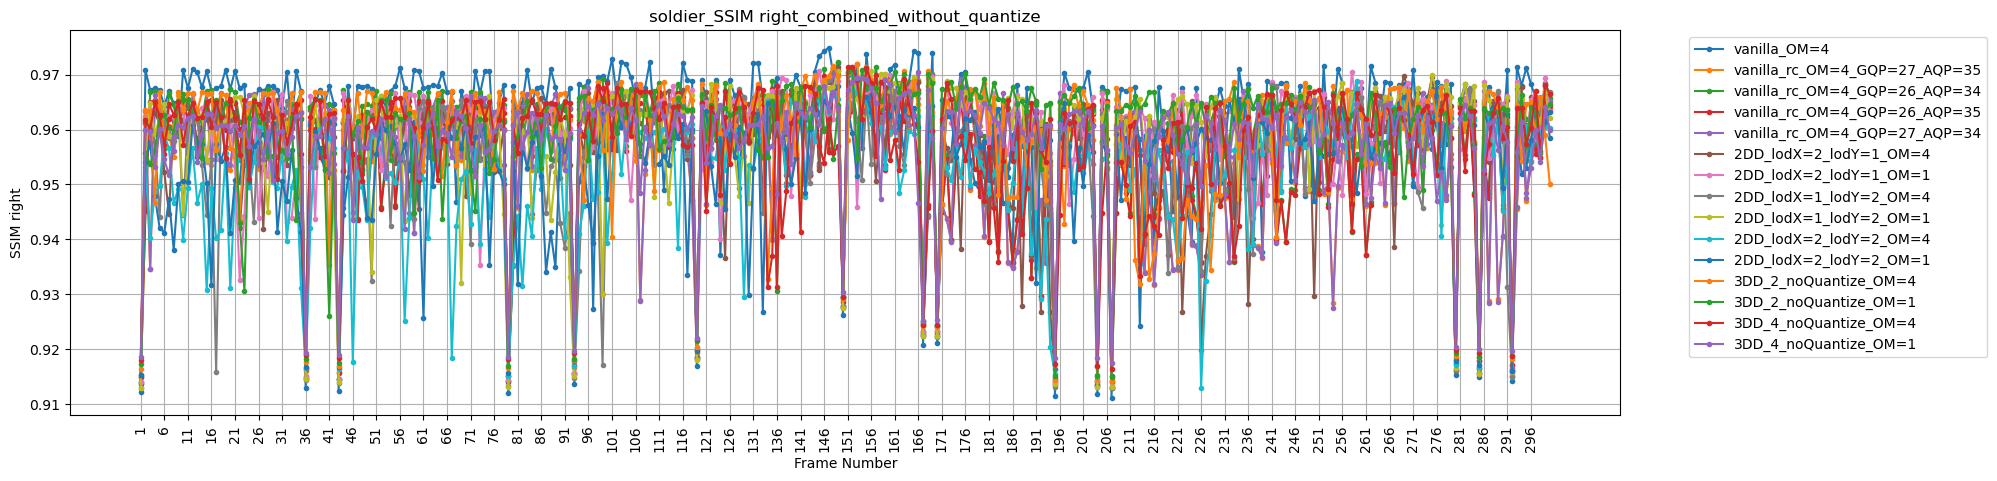 soldier_SSIM right_combined_without_quantize
SSIM right
0.97
0.96
0.95
0.94
0.93
0.92
0.91
1 6 11 16 21 26 31 36 41 46 51 56 61 66 71 76 81 86 91 96 101 106 111 116 121 126 131 136 141 146 151 156 161 166 171 176 181 186 191 196 201 206 211 216 221 226 231 236 241 246 251 256 261 266 271 276 281 286 291 296
Frame Number
vanilla_OM=4
vanilla_rc_OM=4_GQP=27_AQP=35
vanilla_rc_OM=4_GQP=26_AQP=34
vanilla_rc_OM=4_GQP=26_AQP=35
vanilla_rc_OM=4_GQP=27_AQP=34
2DD_lodX=2_lodY=1_OM=4
2DD_lodX=2_lodY=1_OM=1
2DD_lodX=1_lodY=2_OM=4
2DD_lodX=1_lodY=2_OM=1
2DD_lodX=2_lodY=2_OM=4
2DD_lodX=2_lodY=2_OM=1
3DD_2_noQuantize_OM=4
3DD_2_noQuantize_OM=1
3DD_4_noQuantize_OM=4
3DD_4_noQuantize_OM=1